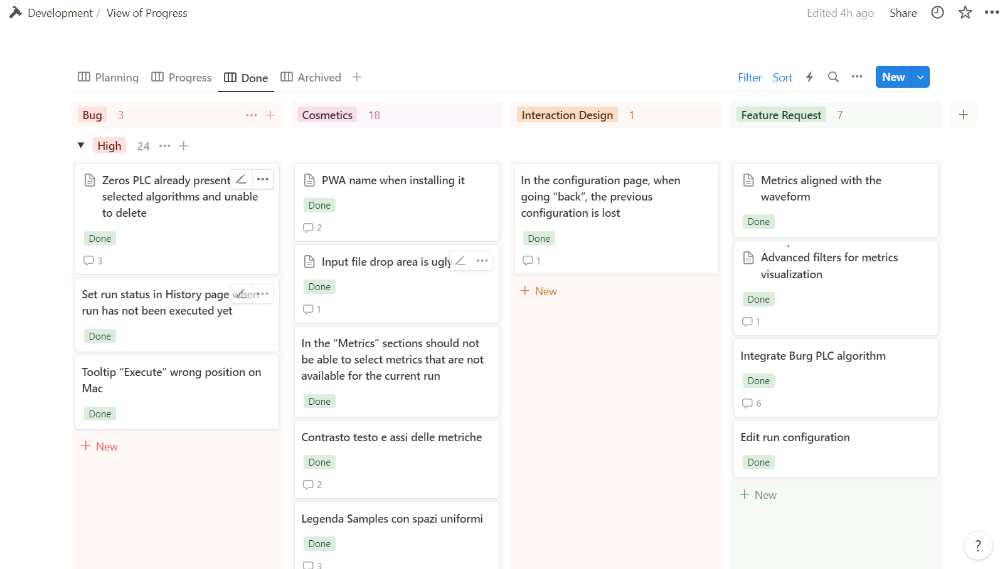 Development / View of Progress
Edited 4h ago
Share
Planning
Progress
Done
Archived
Filter
Sort
New
Bug 3
Cosmetics 18
Interaction Design 1
Feature Request 7
High 24
Zeros PLC already present
selected algorithms and unable
to delete
Done
3
Set run status in History page when
run has not been executed yet
Done
Tooltip “Execute” wrong position on
Mac
Done
+ New
PWA name when installing it
Done
2
Input file drop area is ugly
Done
1
In the “Metrics” sections should not
be able to select metrics that are not
available for the current run
Done
Contrasto testo e assi delle metriche
Done
2
Legenda Samples con spazi uniformi
Done
3
In the configuration page, when
going “back”, the previous
configuration is lost
Done
1
+ New
Metrics aligned with the
waveform
Done
Advanced filters for metrics
visualization
Done
1
Integrate Burg PLC algorithm
Done
6
Edit run configuration
Done
+ New
?